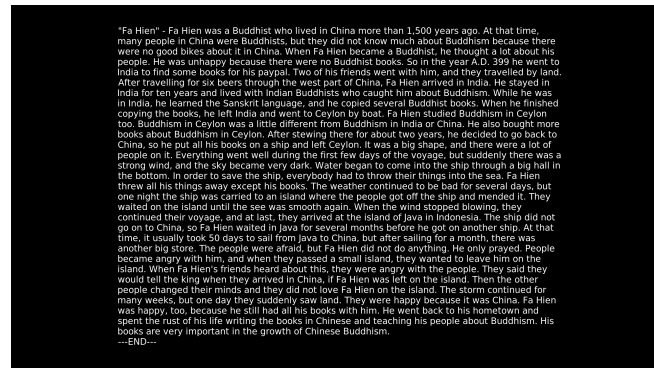 "Fa Hien" - Fa Hien was a Buddhist who lived in China more than 1,500 years ago. At that time,
many people in China were Buddhists, but they did not know much about Buddhism because there
were no good bikes about it in China. When Fa Hien became a Buddhist, he thought a lot about his
people. He was unhappy because there were no Buddhist books. So in the year A.D. 399 he went to
India to find some books for his paypal. Two of his friends went with him, and they travelled by land.
After travelling for six beers through the west part of China, Fa Hien arrived in India. He stayed in
India for ten years and lived with Indian Buddhists who caught him about Buddhism. While he was
in India, he learned the Sanskrit language, and he copied several Buddhist books. When he finished
copying the books, he left India and went to Ceylon by boat. Fa Hien studied Buddhism in Ceylon
too. Buddhism in Ceylon was a little different from Buddhism in India or China. He also bought more
books about Buddhism in Ceylon. After stewing there for about two years, he decided to go back to
China, so he put all his books on a ship and left Ceylon. It was a big shape, and there were a lot of
people on it. Everything went well during the first few days of the voyage, but suddenly there was a
strong wind, and the sky became very dark. Water began to come into the ship through a big hall in
the bottom. In order to save the ship, everybody had to throw their things into the sea. Fa Hien
threw all his things away except his books. The weather continued to be bad for several days, but
one night the ship was carried to an island where the people got off the ship and mended it. They
waited on the island until the see was smooth again. When the wind stopped blowing, they
continued their voyage, and at last, they arrived at the island of Java in Indonesia. The ship did not
go on to China, so Fa Hien waited in Java for several months before he got on another ship. At that
time, it usually took 50 days to sail from Java to China, but after sailing for a month, there was
another big store. The people were afraid, but Fa Hien did not do anything. He only prayed. People
became angry with him, and when they passed a small island, they wanted to leave him on the
island. When Fa Hien's friends heard about this, they were angry with the people. They said they
would tell the king when they arrived in China, if Fa Hien was left on the island. Then the other
people changed their minds and they did not love Fa Hien on the island. The storm continued for
many weeks, but one day they suddenly saw land. They were happy because it was China. Fa Hien
was happy, too, because he still had all his books with him. He went back to his hometown and
spent the rust of his life writing the books in Chinese and teaching his people about Buddhism. His
books are very important in the growth of Chinese Buddhism.
---END---